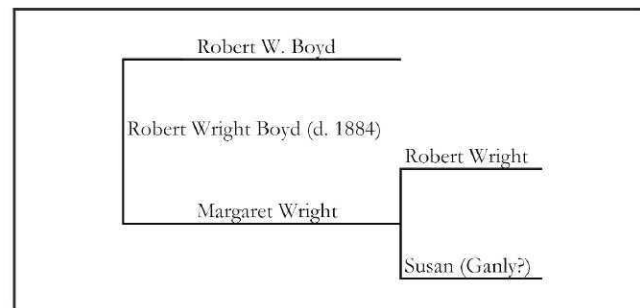 Robert W. Boyd
Robert Wright Boyd (d. 1884)
Robert Wright
Margaret Wright
Susan (Ganly?)